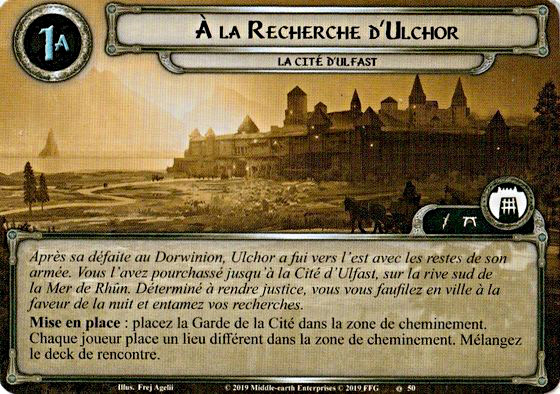 1A
À la Recherche d'Ulchor
La Cité d'Ulfast
Après sa défaite au Dorwinion, Ulchor a fui vers l'est avec les restes de son
armée. Vous l'avez pourchassé jusqu'à la Cité d'Ulfast, sur la rive sud de
la Mer de Rhûn. Déterminé à rendre justice, vous vous faufilez en ville à la
faveur de la nuit et entamez vos recherches.
Mise en place : placez la Garde de la Cité dans la zone de cheminement.
Chaque joueur place un lieu différent dans la zone de cheminement. Mélangez
le deck de rencontre.
Illus. Frej Agelii © 2019 Middle-earth Enterprises © 2019 FFG 50